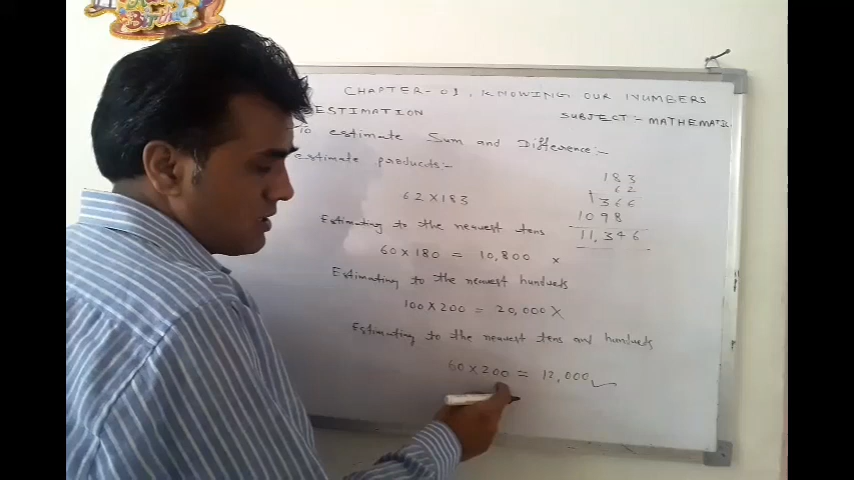 Birthday
CHAPTER - 01. KNOWING OUR NUMBERS
ESTIMATION
SUBJECT :- MATHEMATIC
To estimate Sum and Difference:-
estimate products:-
183
62
62 X 183
+ 366
1098
11,346
Estimating to the nearest tens
60 X 180 = 10,800 x
Estimating to the nearest hundreds
100 X 200 = 20,000 X
Estimating to the nearest tens and hundreds
60 X 200 = 12,000 ✓